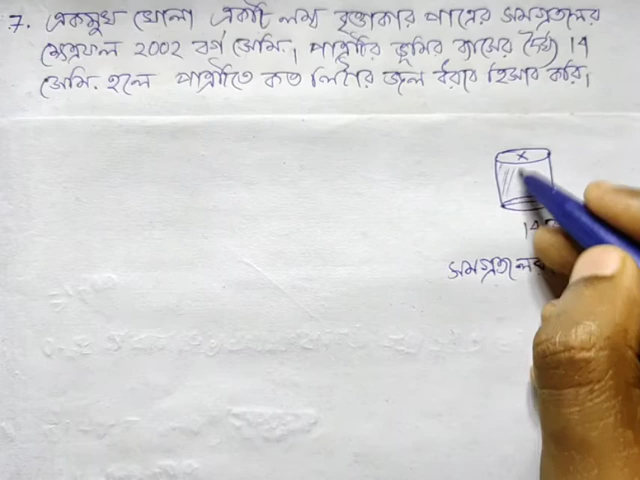 7. একমুখ খোলা একটি লম্ব বৃত্তাকার পাত্রের সমগ্রতলের
ক্ষেত্রফল 2002 বর্গ সেমি.। পাত্রটির ভূমির ব্যাসের দৈর্ঘ্য 14
সেমি. হলে পাত্রটিতে কত লিটার জল ধরবে হিসাব করি।
x
14
সমগ্রতলের